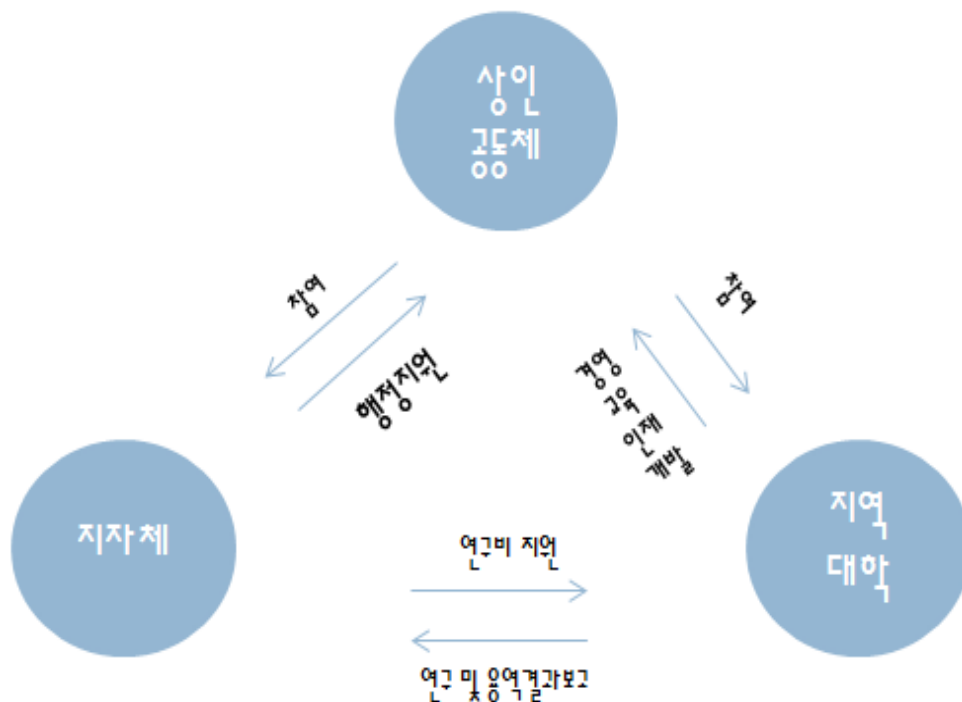 상인
공동체
참여
행정지원
참여
경영
교육
인재
개발
지자체
지역
대학
연구비 지원
연구 및 용역결과보고